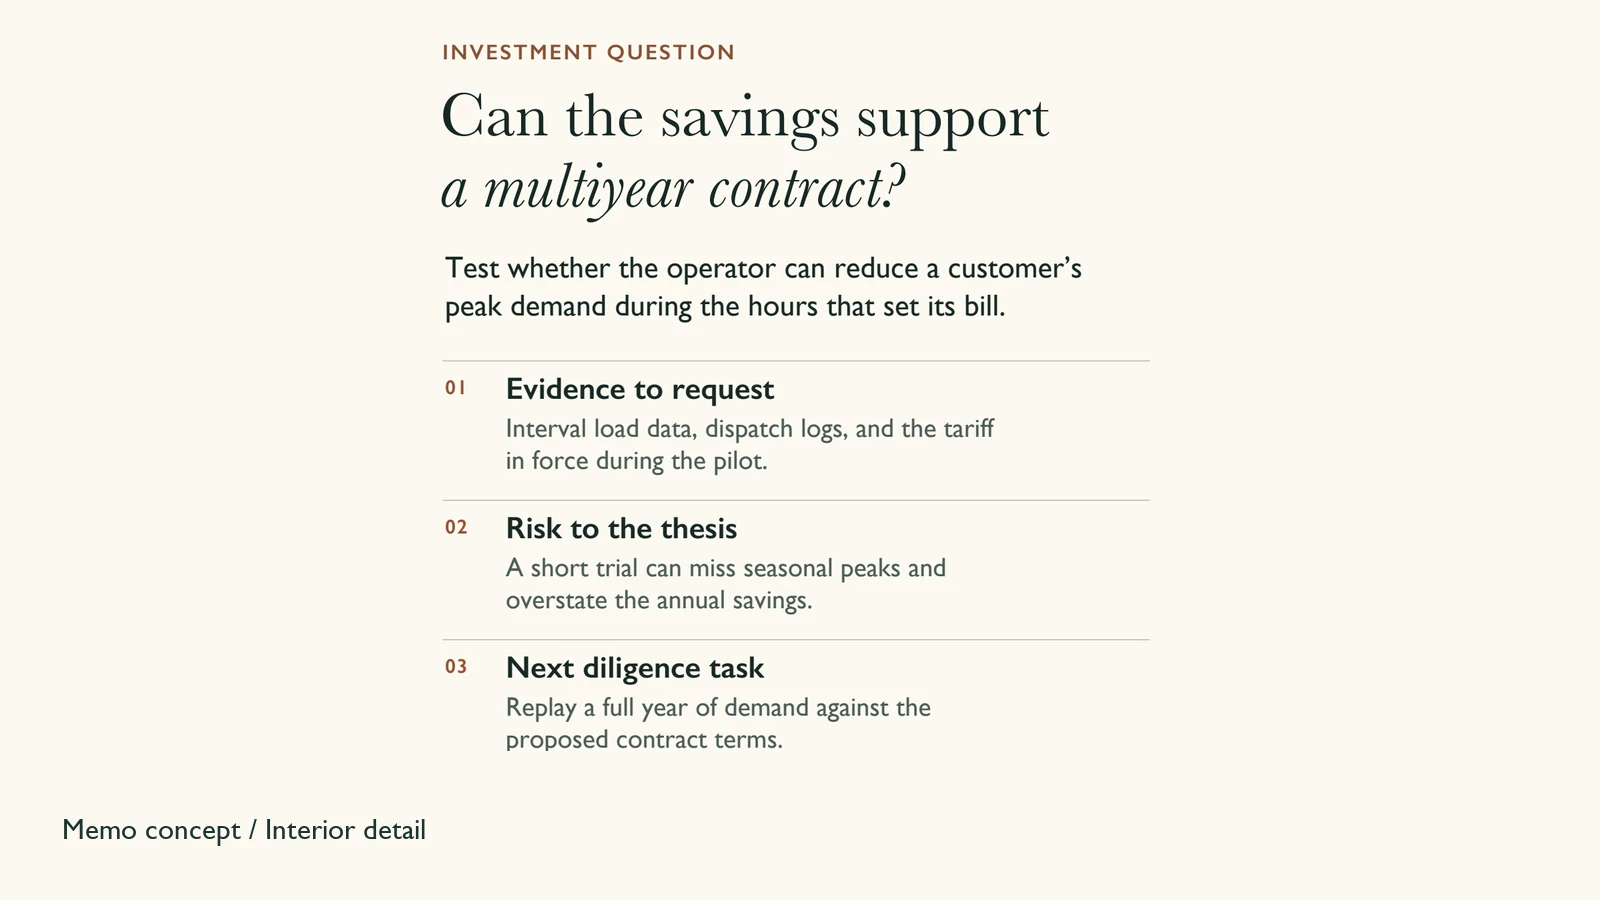 INVESTMENT QUESTION
Can the savings support
a multiyear contract?
Test whether the operator can reduce a customer’s
peak demand during the hours that set its bill.
01 Evidence to request
Interval load data, dispatch logs, and the tariff
in force during the pilot.
02 Risk to the thesis
A short trial can miss seasonal peaks and
overstate the annual savings.
03 Next diligence task
Replay a full year of demand against the
proposed contract terms.
Memo concept / Interior detail